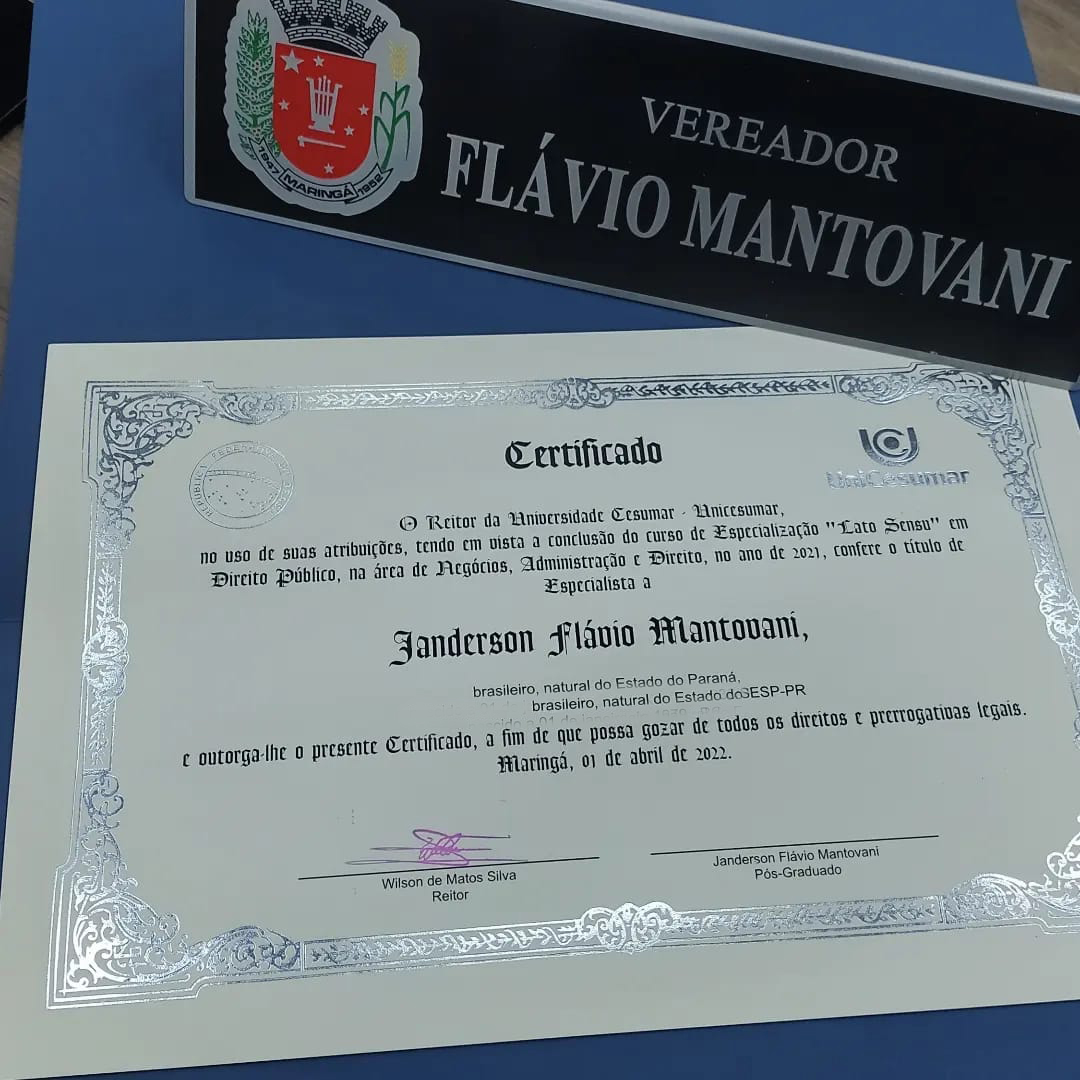 1947 MARINGÁ 1952
VEREADOR
FLÁVIO MANTOVANI
Certificado
UniCesumar
O Reitor da Universidade Cesumar - Unicesumar,
no uso de suas atribuições, tendo em vista a conclusão do curso de Especialização "Lato Sensu" em
Direito Público, na área de Negócios, Administração e Direito, no ano de 2021, confere o título de
Especialista a
Janderson Flávio Mantovani,
brasileiro, natural do Estado do Paraná,
brasileiro, natural do Estado do SESP-PR
e outorga-lhe o presente Certificado, a fim de que possa gozar de todos os direitos e prerrogativas legais.
Maringá, 01 de abril de 2022.
Wilson de Matos Silva
Reitor
Janderson Flávio Mantovani
Pós-Graduado